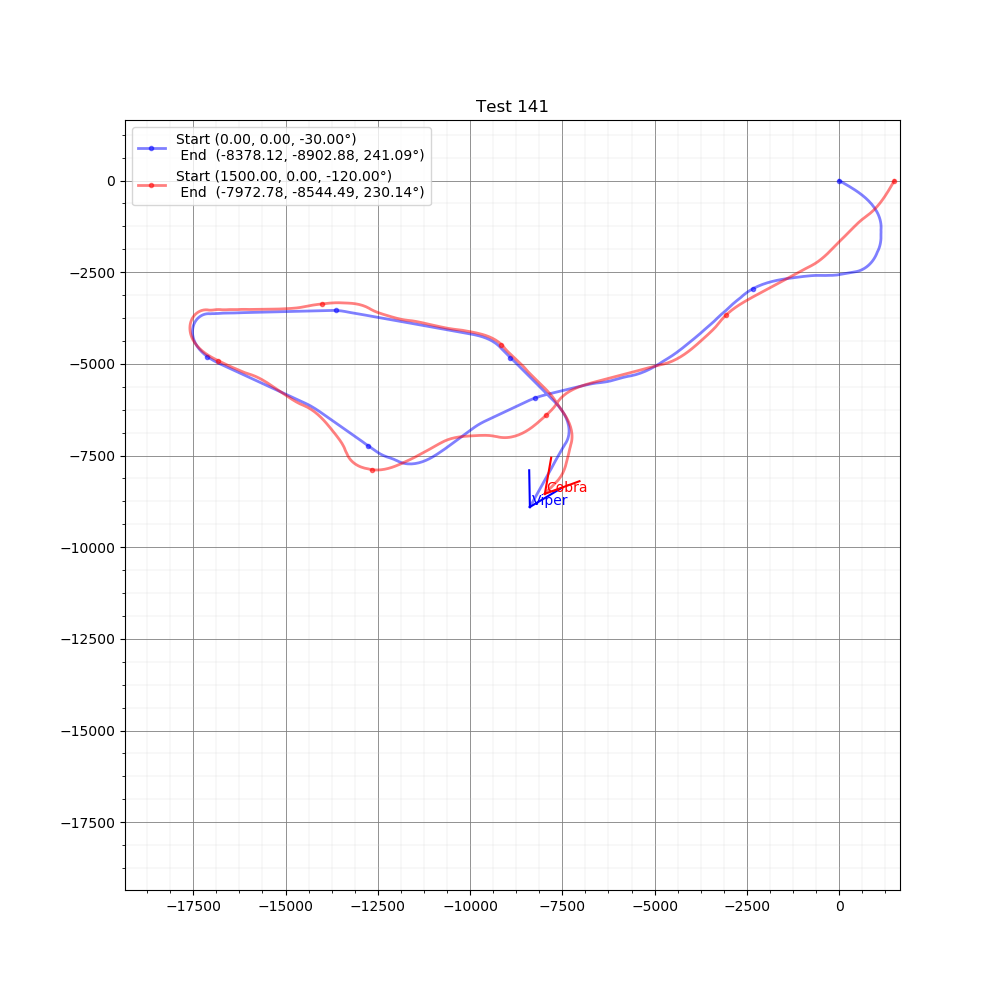 Test 141
Start (0.00, 0.00, -30.00°)
End  (-8378.12, -8902.88, 241.09°)
Start (1500.00, 0.00, -120.00°)
End  (-7972.78, -8544.49, 230.14°)
0
−2500
−5000
−7500
−10000
−12500
−15000
−17500
Cobra
Viper
−17500 −15000 −12500 −10000 −7500 −5000 −2500 0